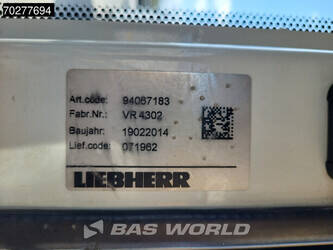 70277694
Art.code: 94067183
Fabr.Nr.: VR 4302
Baujahr: 19022014
Lief.code: 071962
LIEBHERR
BAS WORLD